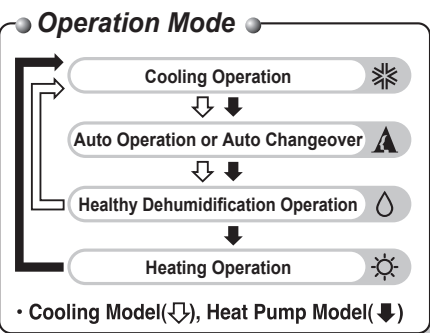 Operation Mode
Cooling Operation
Auto Operation or Auto Changeover
Healthy Dehumidification Operation
Heating Operation
• Cooling Model(⇩), Heat Pump Model(⬇)